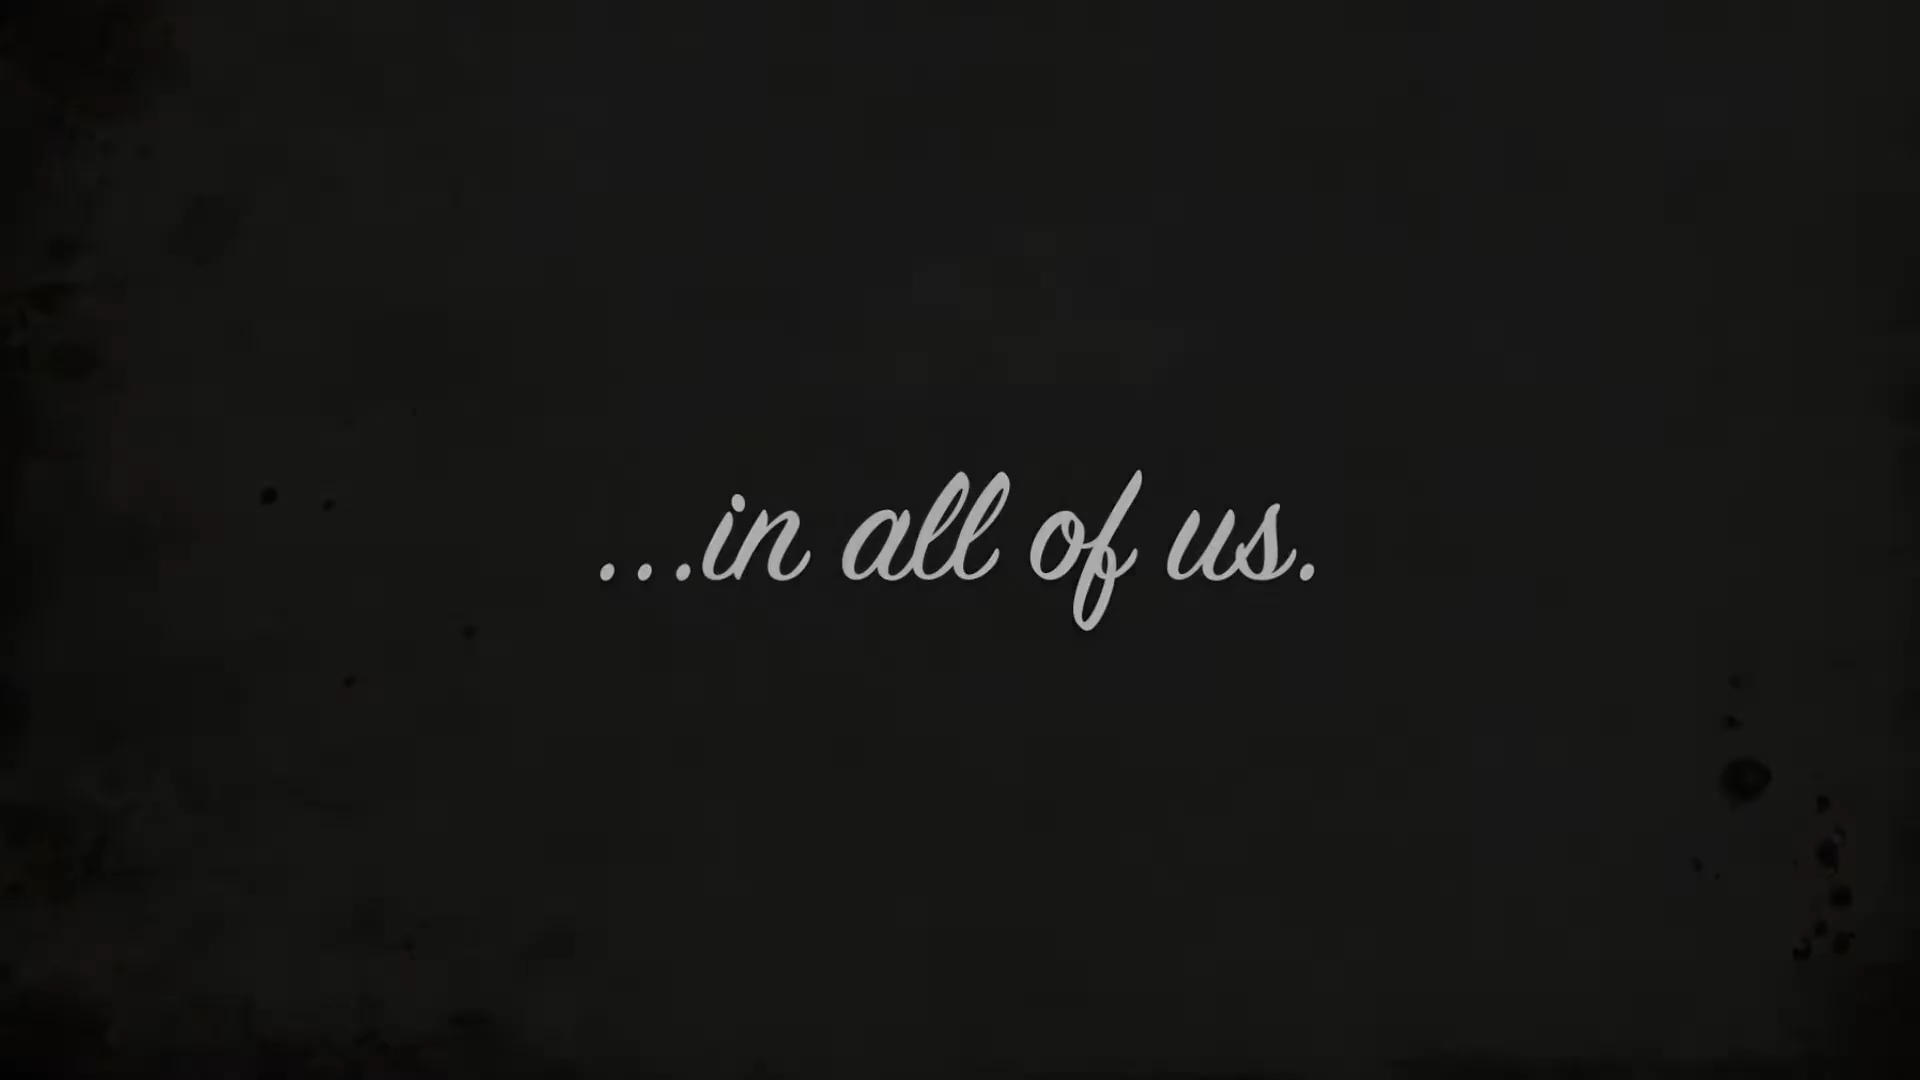 ...in all of us.